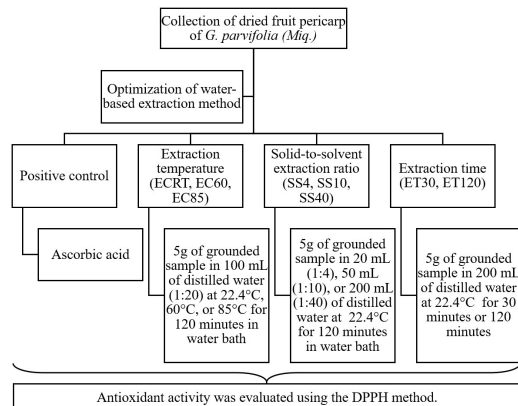 Collection of dried fruit pericarp
of G. parvifolia (Miq.)
Optimization of water-
based extraction method
Positive control
Extraction
temperature
(ECRT, EC60,
EC85)
Solid-to-solvent
extraction ratio
(SS4, SS10,
SS40)
Extraction time
(ET30, ET120)
Ascorbic acid
5g of grounded
sample in 100 mL
of distilled water
(1:20) at 22.4°C,
60°C, or 85°C for
120 minutes in
water bath
5g of grounded
sample in 20 mL
(1:4), 50 mL
(1:10), or 200 mL
(1:40) of distilled
water at 22.4°C
for 120 minutes
in water bath
5g of grounded
sample in 200 mL
of distilled water
at 22.4°C for 30
minutes or 120
minutes
Antioxidant activity was evaluated using the DPPH method.